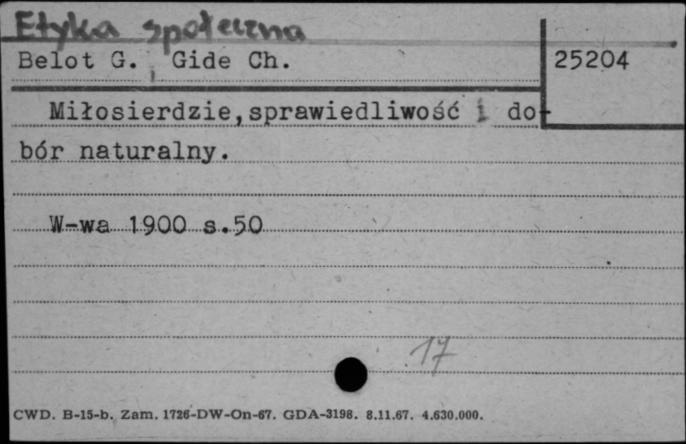 Etyka społeczna
Belot G., Gide Ch. 25204
Miłosierdzie,sprawiedliwość i do-
bór naturalny.
W-wa 1900 s.50
17
CWD. B-15-b. Zam. 1726-DW-On-67. GDA-3198. 8.11.67. 4.630.000.